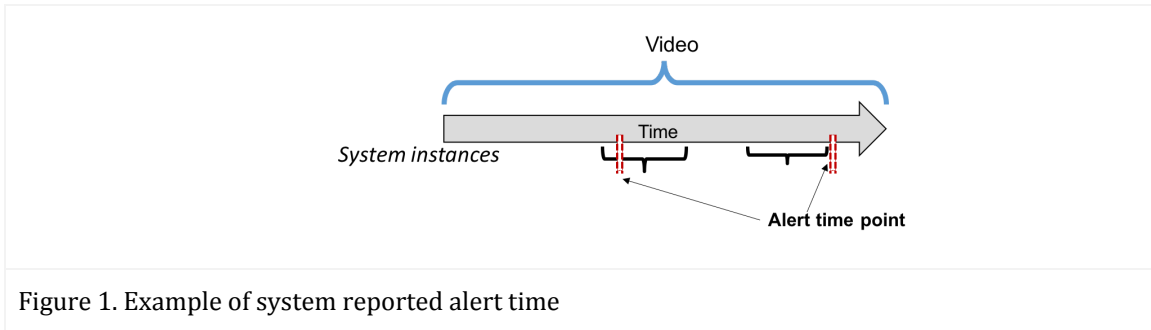 Video
Time
System instances
Alert time point
Figure 1. Example of system reported alert time